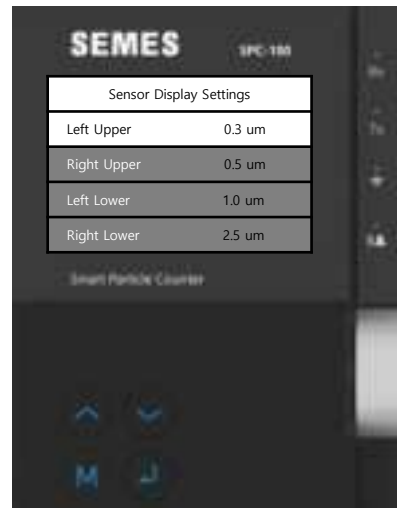 SEMES
SPC-100
Sensor Display Settings
Left Upper 0.3 um
Right Upper 0.5 um
Left Lower 1.0 um
Right Lower 2.5 um
Smart Particle Counter
M